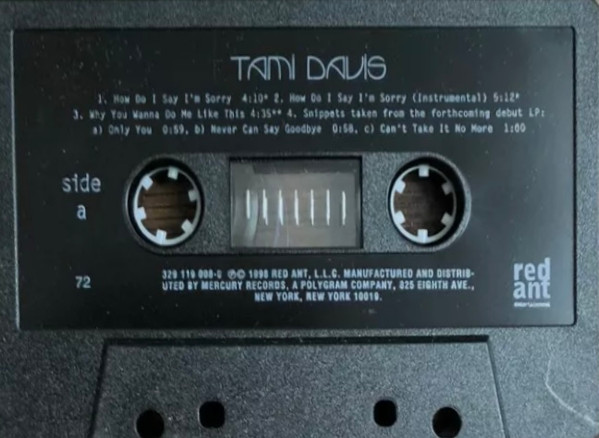 TAMI DAVIS
1. How Do I Say I'm Sorry 4:10* 2. How Do I Say I'm Sorry (Instrumental) 5:12*
3. Why You Wanna Do Me Like This 4:35** 4. Snippets taken from the forthcoming debut LP:
a) Only You 0:59, b) Never Can Say Goodbye 0:58, c) Can't Take It No More 1:00
side
a
72
329 116 008-4 ℗© 1998 RED ANT, L.L.C. MANUFACTURED AND DISTRIB-
UTED BY MERCURY RECORDS, A POLYGRAM COMPANY, 825 EIGHTH AVE.,
NEW YORK, NEW YORK 10019.
red
ant
entertainment